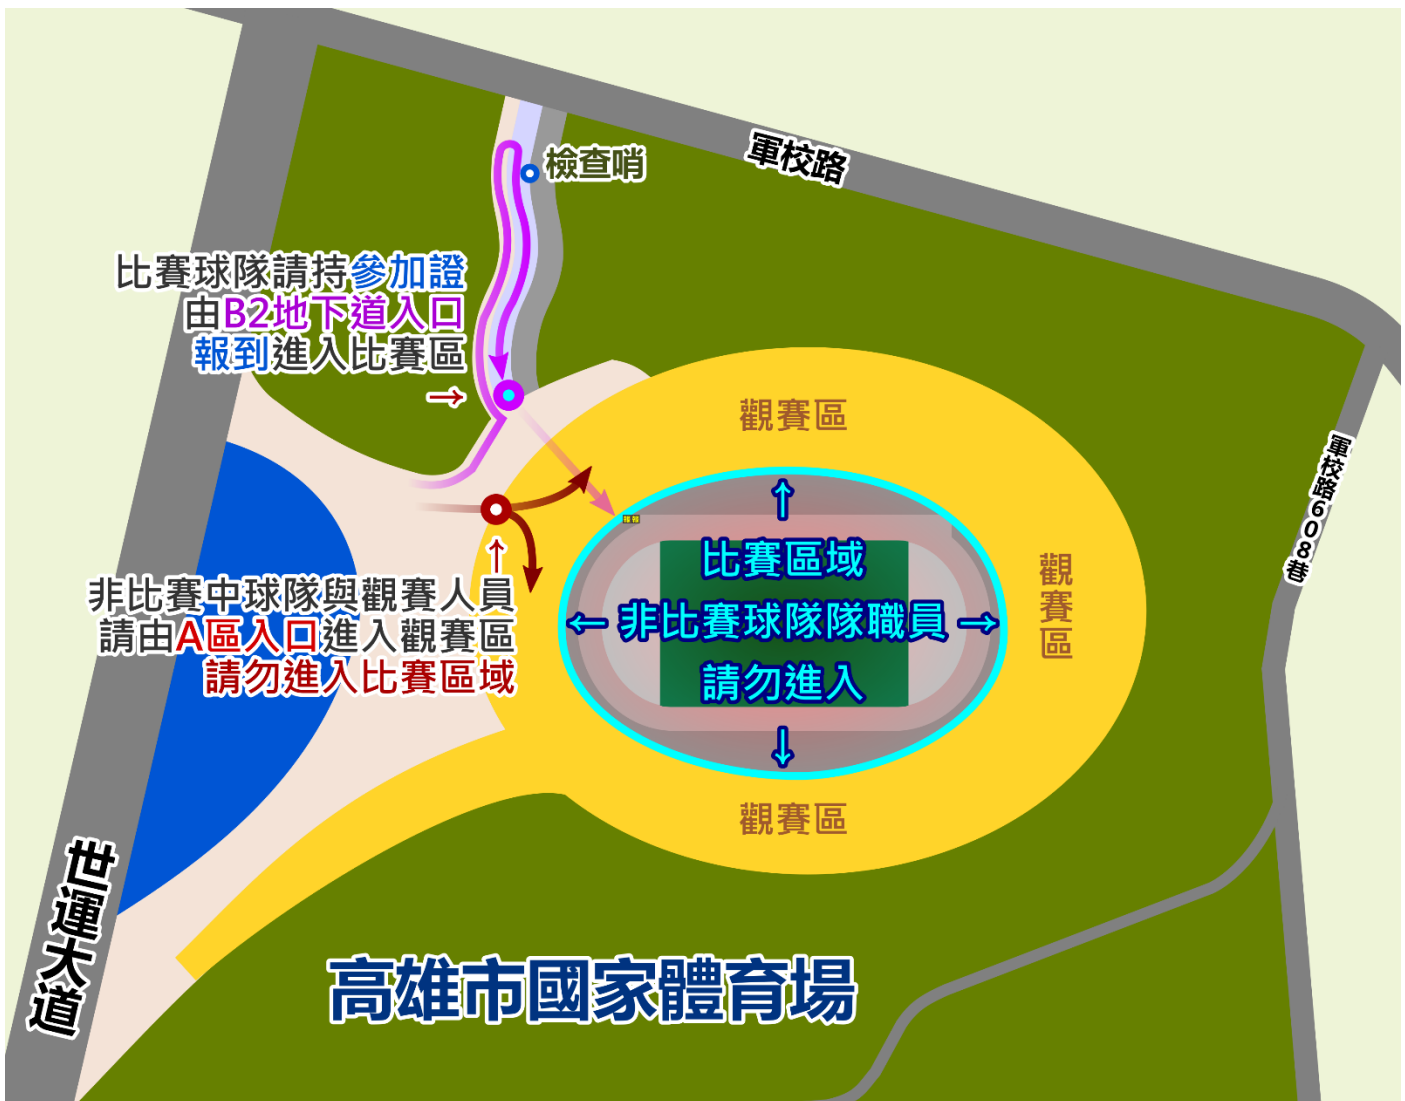 軍校路
檢查哨
比賽球隊請持參加證
由B2地下道入口
報到進入比賽區
→
觀賽區
軍校路608巷
↑
比賽區域
← 非比賽球隊隊職員 →
請勿進入
↓
觀賽區
↑
非比賽中球隊與觀賽人員
請由A區入口進入觀賽區
請勿進入比賽區域
觀賽區
世運大道
高雄市國家體育場